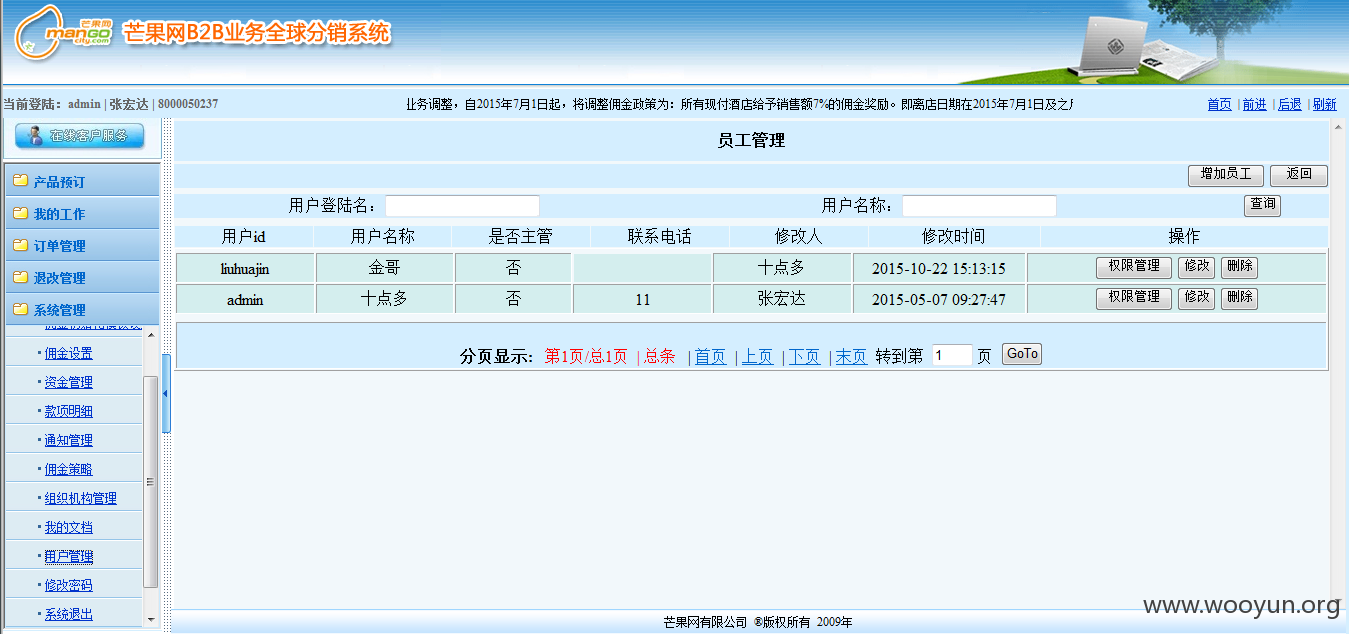 芒果网
mango
city.com
芒果网B2B业务全球分销系统
当前登陆：admin | 张宏达 | 8000050237
业务调整，自2015年7月1日起，将调整佣金政策为：所有现付酒店给予销售额7%的佣金奖励。即离店日期在2015年7月1日及之
首页 | 前进 | 后退 | 刷新
在线客户服务
产品预订
我的工作
订单管理
退改管理
系统管理
佣金设置
资金管理
款项明细
通知管理
佣金策略
组织机构管理
我的文档
用户管理
修改密码
系统退出
员工管理
增加员工 返回
用户登陆名： 用户名称： 查询
用户id 用户名称 是否主管 联系电话 修改人 修改时间 操作
liuhuajin 金哥 否 十点多 2015-10-22 15:13:15 权限管理 修改 删除
admin 十点多 否 11 张宏达 2015-05-07 09:27:47 权限管理 修改 删除
分页显示: 第1页/总1页 | 总条 | 首页 | 上页 | 下页 | 末页 转到第 1 页 GoTo
芒果网有限公司 ®版权所有 2009年
www.wooyun.org